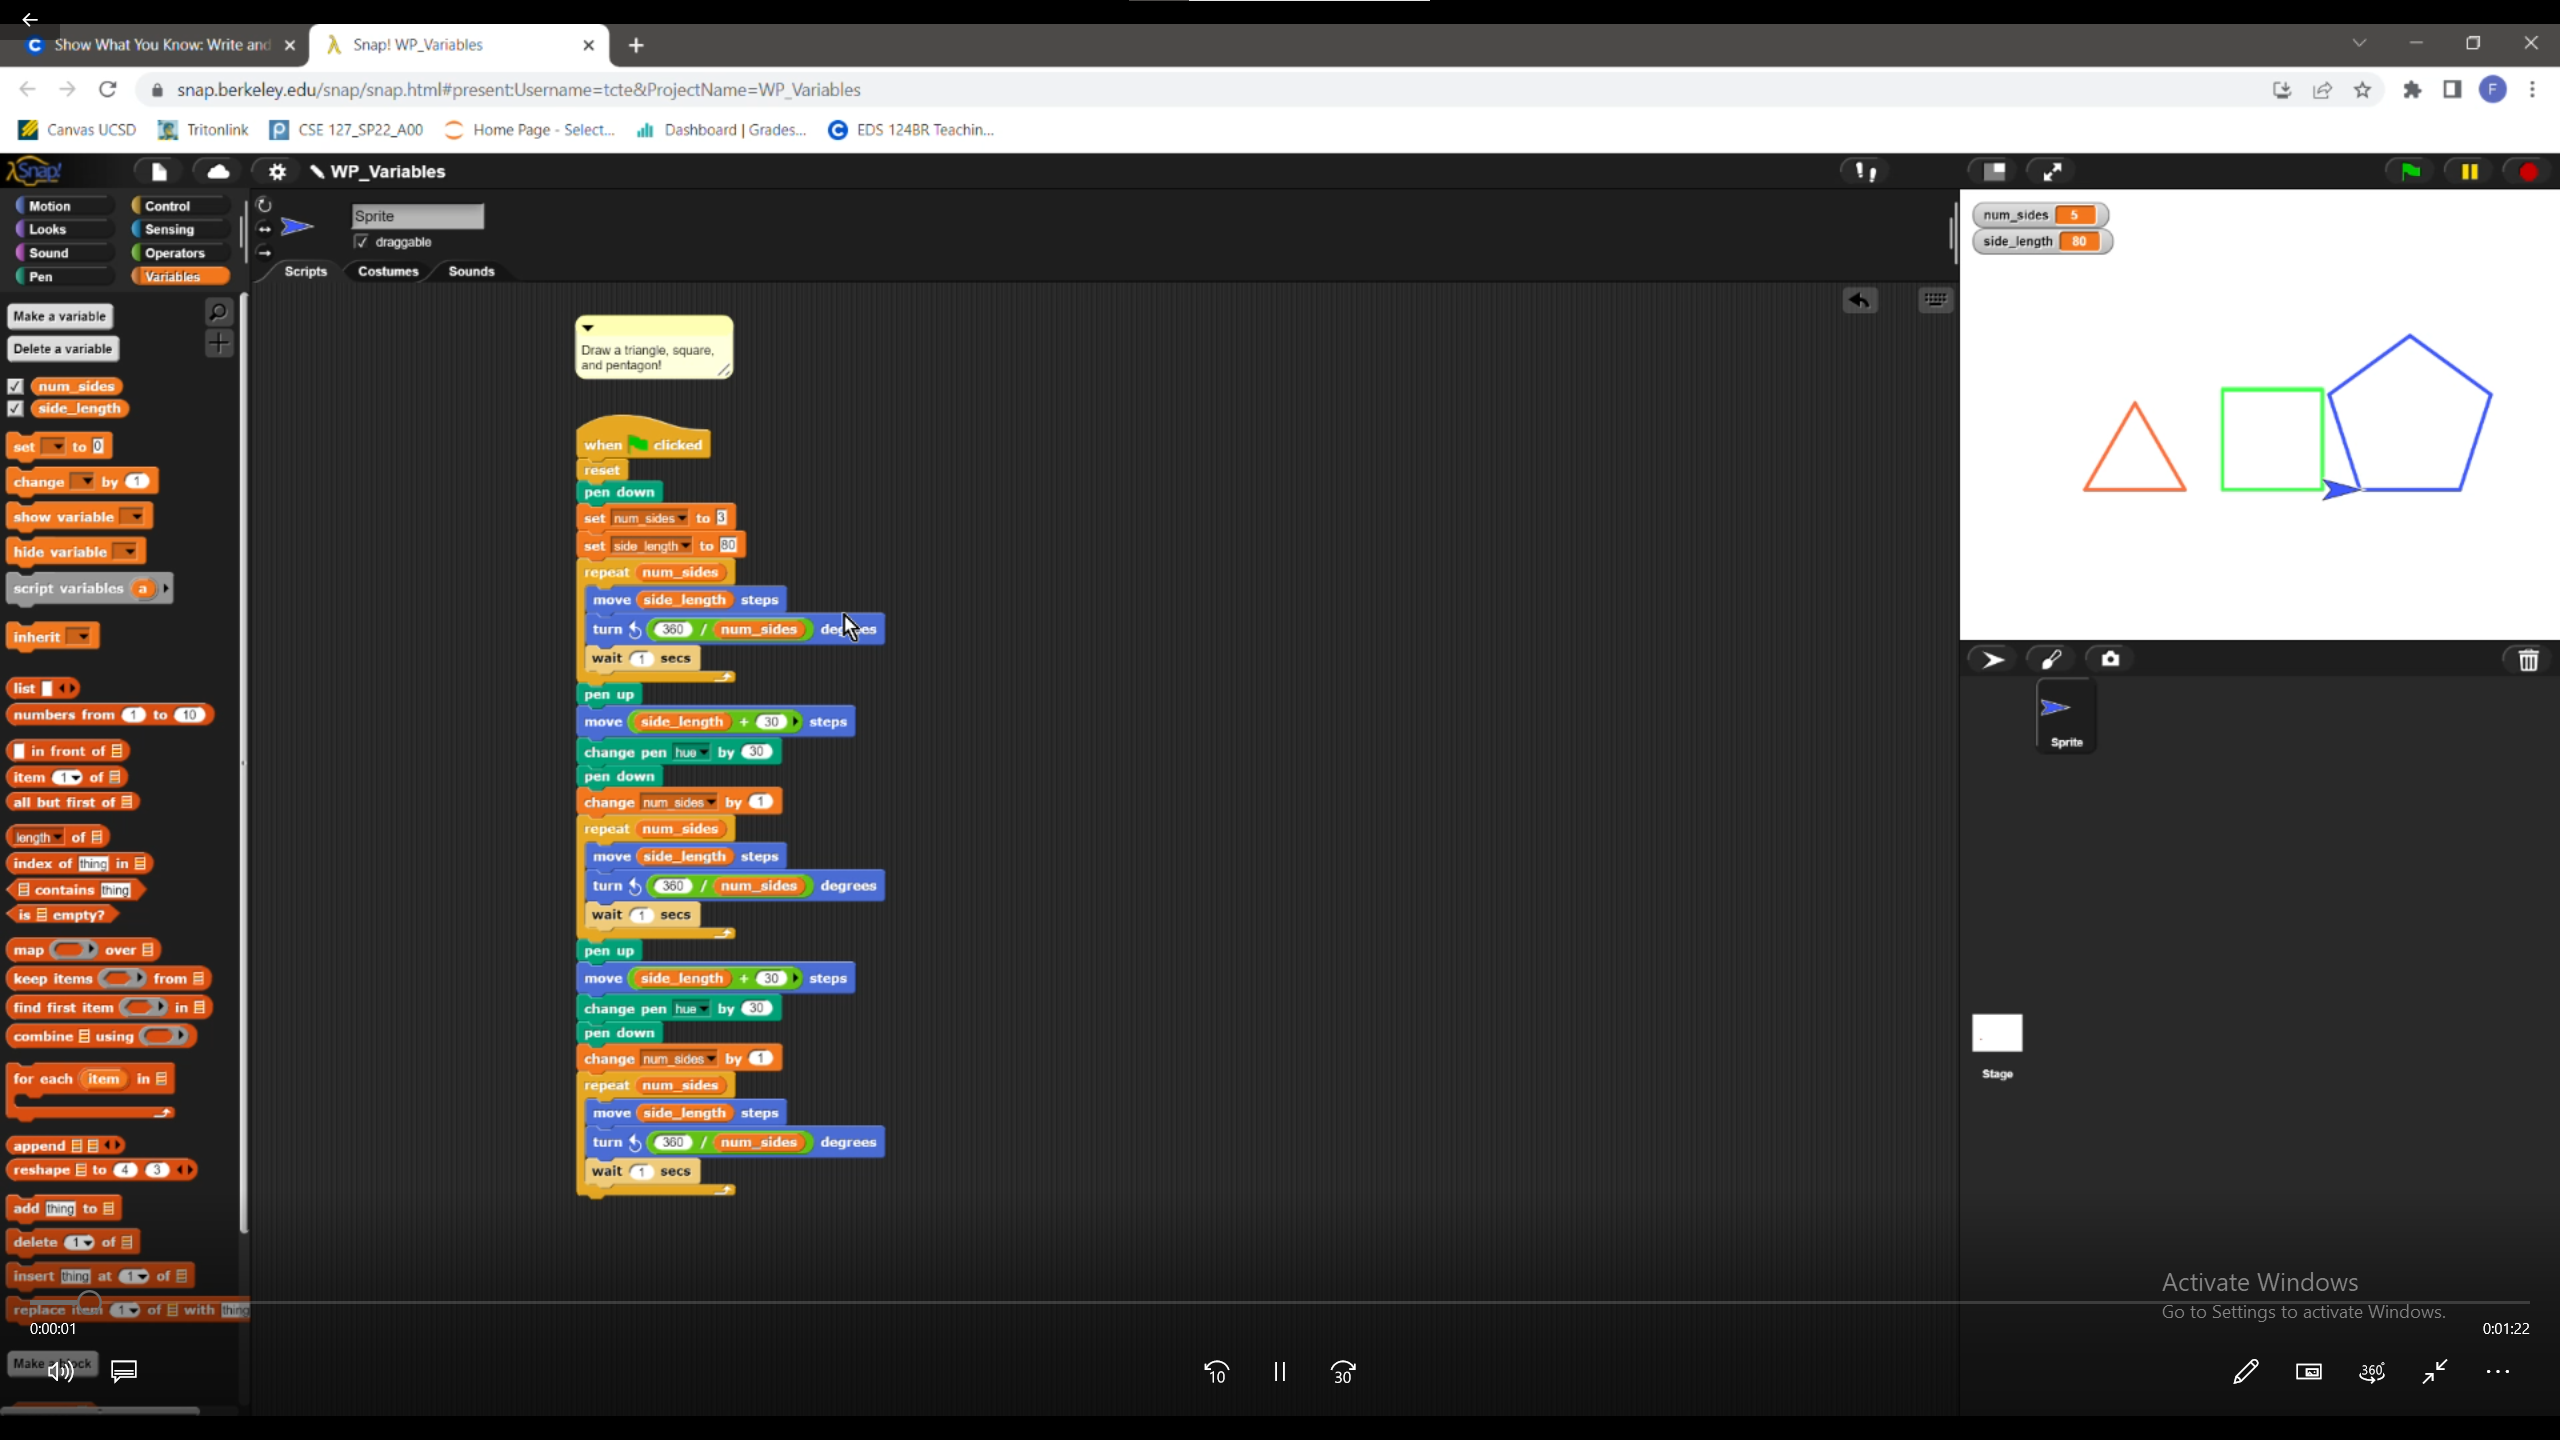 Show What You Know: Write and
Snap! WP_Variables
snap.berkeley.edu/snap/snap.html#present:Username=tcte&ProjectName=WP_Variables
F
Canvas UCSD
Tritonlink
CSE 127_SP22_A00
Home Page - Select...
Dashboard | Grades...
EDS 124BR Teachin...
Snap!
WP_Variables
Motion
Control
Looks
Sensing
Sound
Operators
Pen
Variables
Sprite
draggable
Scripts
Costumes
Sounds
Make a variable
Delete a variable
num_sides
side_length
set to 0
change by 1
show variable
hide variable
script variables a
inherit
list
numbers from 1 to 10
in front of
item 1 of
all but first of
length of
index of thing in
contains thing
is empty?
map over
keep items from
find first item in
combine using
for each item in
append
reshape to 4 3
add thing to
delete 1 of
insert thing at 1 of
replace item 1 of with thing
Draw a triangle, square,
and pentagon!
when clicked
reset
pen down
set num_sides to 3
set side_length to 80
repeat num_sides
move side_length steps
turn 360 / num_sides degrees
wait 1 secs
pen up
move side_length + 30 steps
change pen hue by 30
pen down
change num_sides by 1
repeat num_sides
move side_length steps
turn 360 / num_sides degrees
wait 1 secs
pen up
move side_length + 30 steps
change pen hue by 30
pen down
change num_sides by 1
repeat num_sides
move side_length steps
turn 360 / num_sides degrees
wait 1 secs
num_sides 5
side_length 80
Sprite
Stage
Activate Windows
Go to Settings to activate Windows.
0:00:01
0:01:22
Make a block
10
30
360°